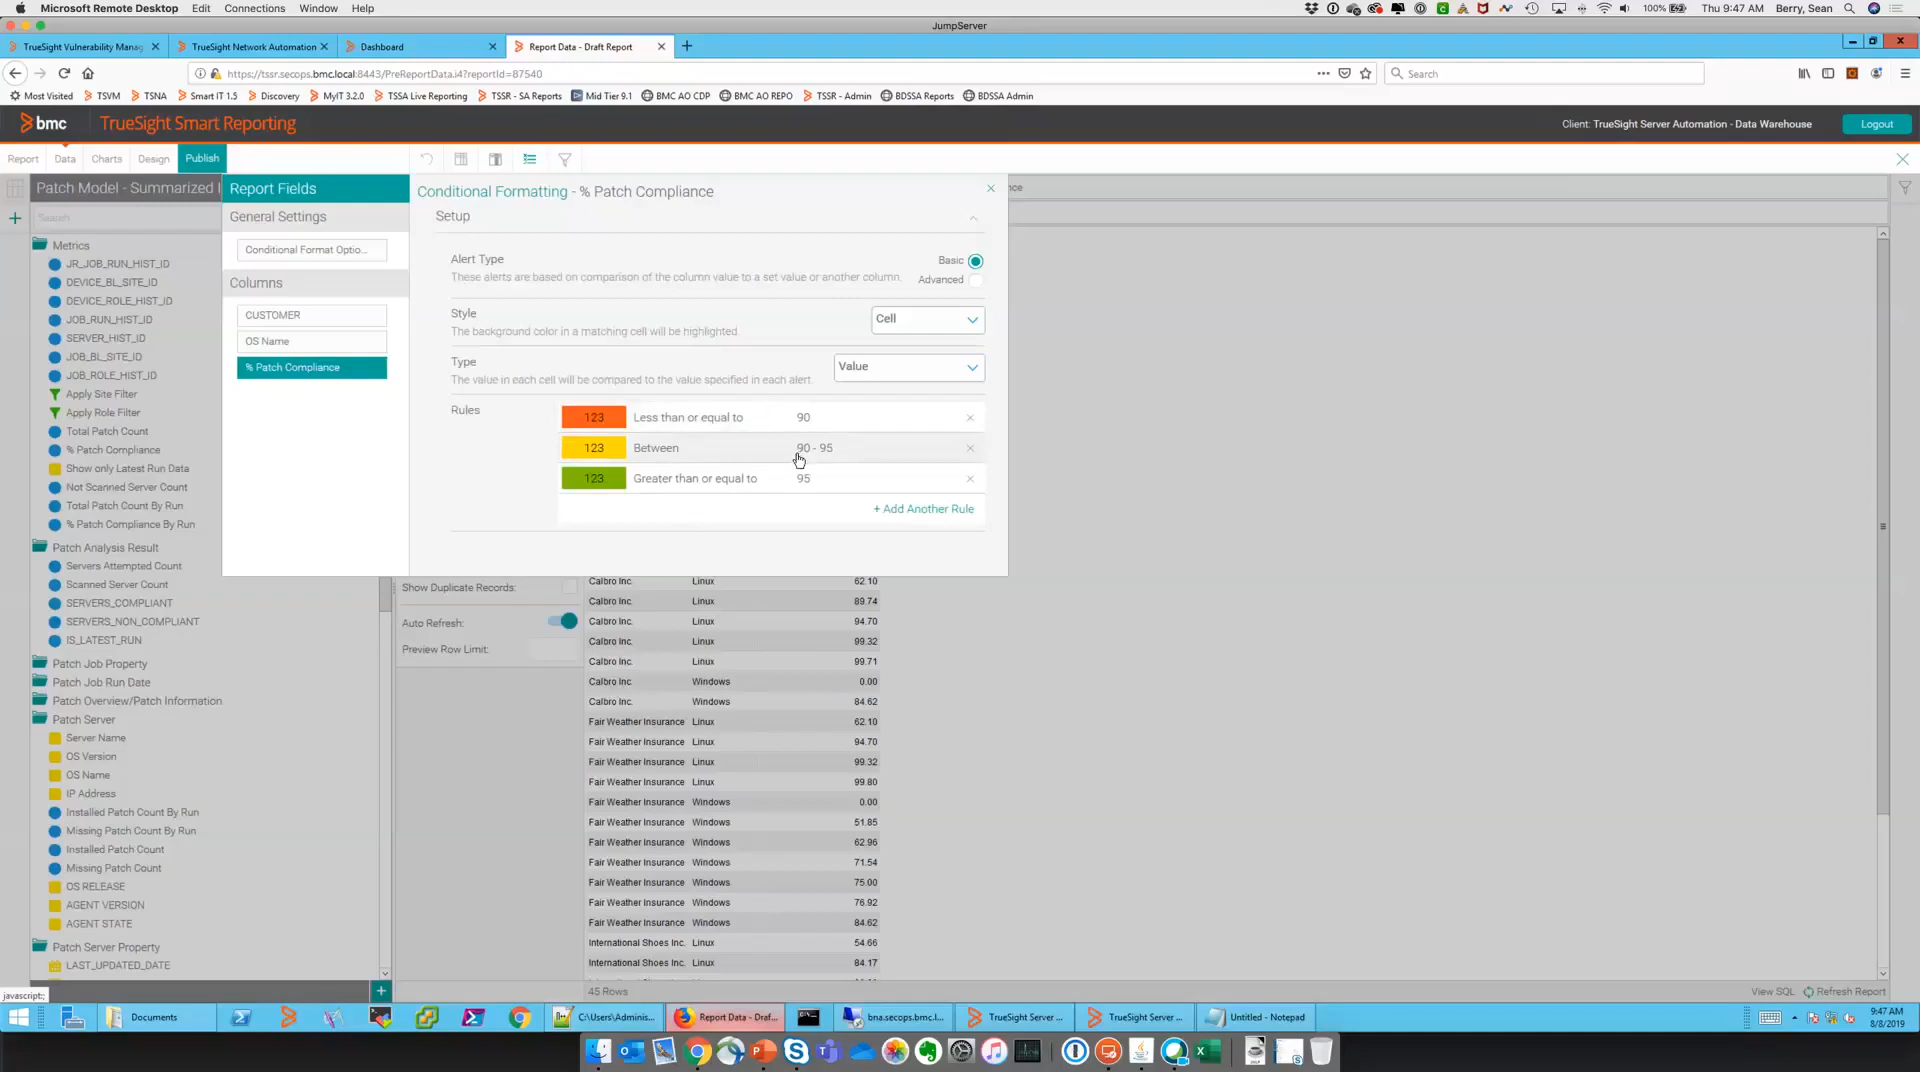 Microsoft Remote Desktop Edit Connections Window Help
100% Thu 9:47 AM Berry, Sean
JumpServer
TrueSight Vulnerability Manag
TrueSight Network Automation
Dashboard
Report Data - Draft Report
https://tssr.secops.bmc.local:8443/PreReportData.i4?reportId=87540
Search
Most Visited TSVM TSNA Smart IT 1.5 Discovery MyIT 3.2.0 TSSA Live Reporting TSSR - SA Reports Mid Tier 9.1 BMC AO CDP BMC AO REPO TSSR - Admin BDSSA Reports BDSSA Admin
bmc TrueSight Smart Reporting
Client: TrueSight Server Automation - Data Warehouse
Logout
Report Data Charts Design Publish
Patch Model - Summarized
Search
Metrics
JR_JOB_RUN_HIST_ID
DEVICE_BL_SITE_ID
DEVICE_ROLE_HIST_ID
JOB_RUN_HIST_ID
SERVER_HIST_ID
JOB_BL_SITE_ID
JOB_ROLE_HIST_ID
Apply Site Filter
Apply Role Filter
Total Patch Count
% Patch Compliance
Show only Latest Run Data
Not Scanned Server Count
Total Patch Count By Run
% Patch Compliance By Run
Patch Analysis Result
Servers Attempted Count
Scanned Server Count
SERVERS_COMPLIANT
SERVERS_NON_COMPLIANT
IS_LATEST_RUN
Patch Job Property
Patch Job Run Date
Patch Overview/Patch Information
Patch Server
Server Name
OS Version
OS Name
IP Address
Installed Patch Count By Run
Missing Patch Count By Run
Installed Patch Count
Missing Patch Count
OS RELEASE
AGENT VERSION
AGENT STATE
Patch Server Property
LAST_UPDATED_DATE
Report Fields
General Settings
Conditional Format Optio...
Columns
CUSTOMER
OS Name
% Patch Compliance
Conditional Formatting - % Patch Compliance
Setup
Alert Type
These alerts are based on comparison of the column value to a set value or another column.
Basic
Advanced
Style
The background color in a matching cell will be highlighted.
Cell
Type
The value in each cell will be compared to the value specified in each alert.
Value
Rules
123 Less than or equal to 90
123 Between 90 - 95
123 Greater than or equal to 95
+ Add Another Rule
nce
Show Duplicate Records:
Auto Refresh:
Preview Row Limit:
Calbro Inc. Linux 62.10
Calbro Inc. Linux 89.74
Calbro Inc. Linux 94.70
Calbro Inc. Linux 99.32
Calbro Inc. Linux 99.71
Calbro Inc. Windows 0.00
Calbro Inc. Windows 84.62
Fair Weather Insurance Linux 62.10
Fair Weather Insurance Linux 94.70
Fair Weather Insurance Linux 99.32
Fair Weather Insurance Linux 99.80
Fair Weather Insurance Windows 0.00
Fair Weather Insurance Windows 51.85
Fair Weather Insurance Windows 62.96
Fair Weather Insurance Windows 71.54
Fair Weather Insurance Windows 75.00
Fair Weather Insurance Windows 76.92
Fair Weather Insurance Windows 84.62
International Shoes Inc. Linux 54.66
International Shoes Inc. Linux 84.17
45 Rows
View SQL Refresh Report
javascript:;
Documents
C:\Users\Adminis...
Report Data - Draf...
bna.secops.bmc.l...
TrueSight Server ...
TrueSight Server ...
Untitled - Notepad
9:47 AM
8/8/2019